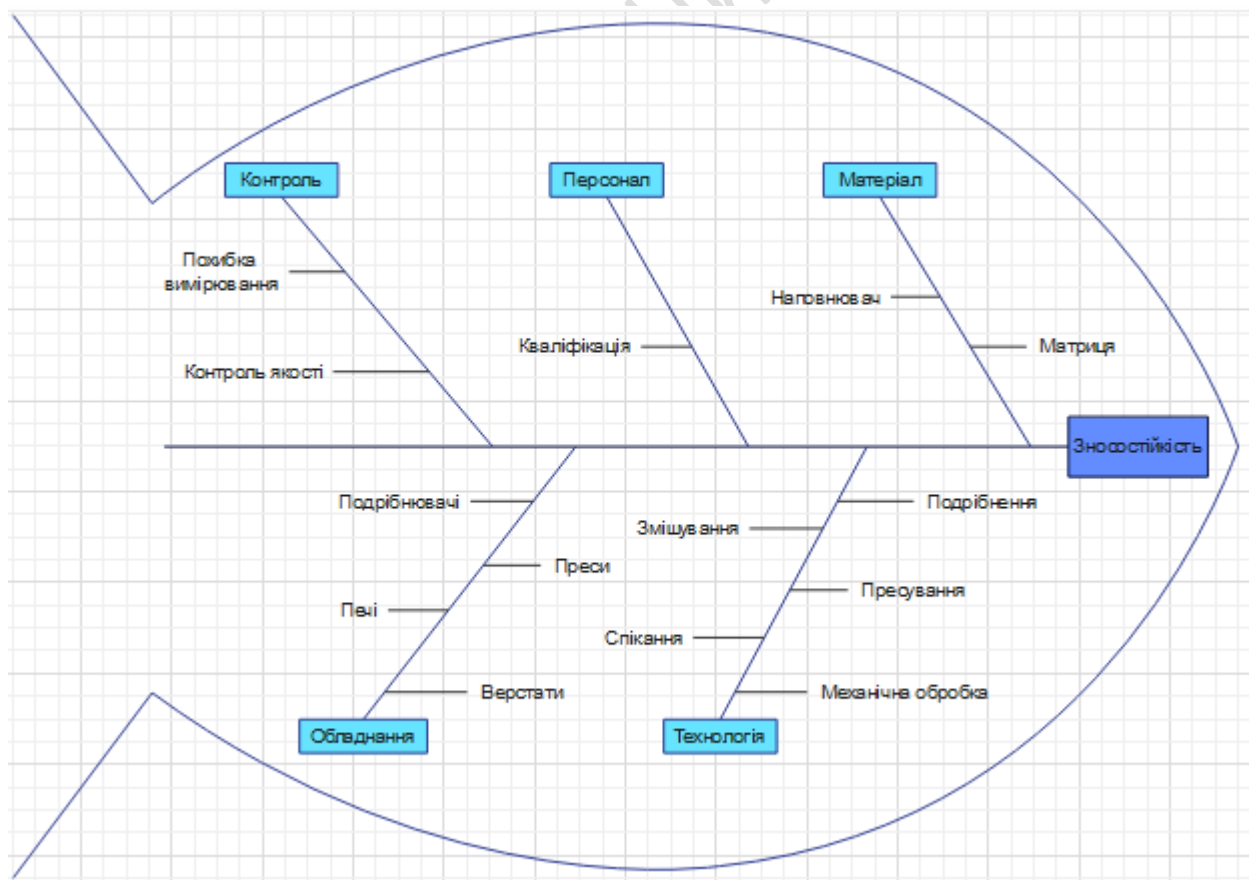 Контроль
Персонал
Матеріал
Похибка
вимірювання
Наповнювач
Кваліфікація
Матриця
Контроль якості
Зносостійкість
Подрібнювачі
Подрібнення
Змішування
Преси
Пресування
Печі
Спікання
Верстати
Механічна обробка
Обладнання
Технологія